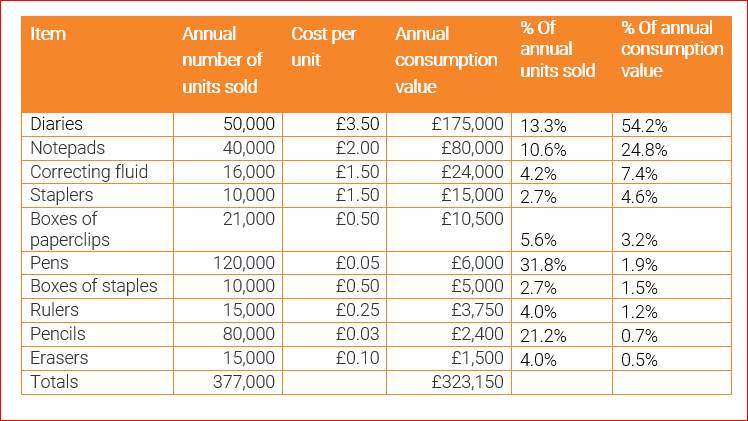 Item Annual number of units sold Cost per unit Annual consumption value % Of annual units sold % Of annual consumption value
Diaries 50,000 £3.50 £175,000 13.3% 54.2%
Notepads 40,000 £2.00 £80,000 10.6% 24.8%
Correcting fluid 16,000 £1.50 £24,000 4.2% 7.4%
Staplers 10,000 £1.50 £15,000 2.7% 4.6%
Boxes of paperclips 21,000 £0.50 £10,500 5.6% 3.2%
Pens 120,000 £0.05 £6,000 31.8% 1.9%
Boxes of staples 10,000 £0.50 £5,000 2.7% 1.5%
Rulers 15,000 £0.25 £3,750 4.0% 1.2%
Pencils 80,000 £0.03 £2,400 21.2% 0.7%
Erasers 15,000 £0.10 £1,500 4.0% 0.5%
Totals 377,000 £323,150